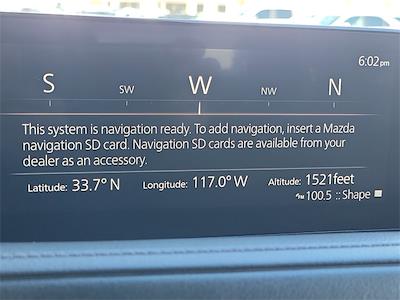 6:02pm
S SW W NW N
This system is navigation ready. To add navigation, insert a Mazda
navigation SD card. Navigation SD cards are available from your
dealer as an accessory.
Latitude: 33.7° N Longitude: 117.0° W Altitude: 1521feet
FM 100.5 :: Shape